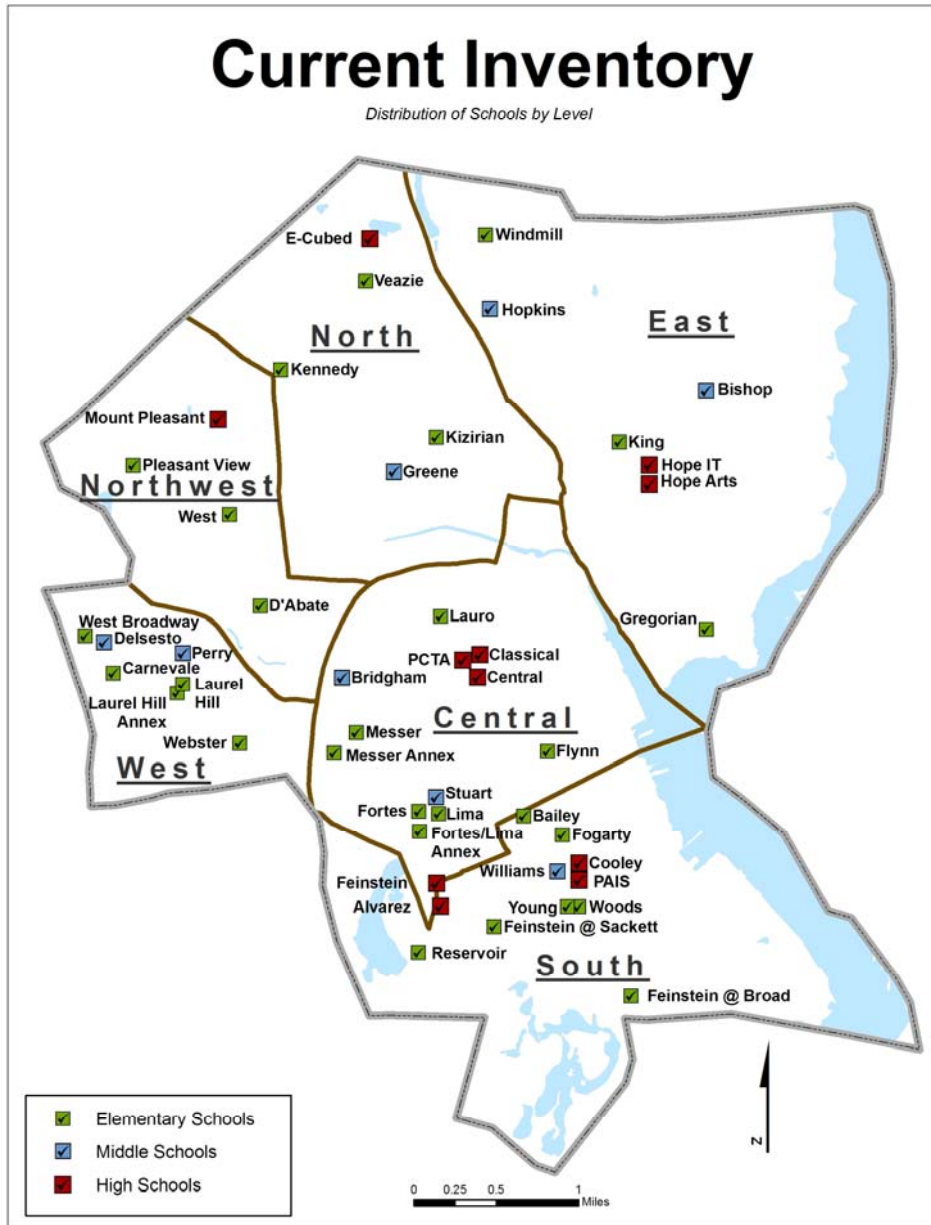 Current Inventory
Distribution of Schools by Level
E-Cubed
Windmill
Veazie
Hopkins
East
North
Kennedy
Bishop
Mount Pleasant
Kizirian
King
Pleasant View
Greene
Hope IT
Hope Arts
Northwest
West
D'Abate
Lauro
West Broadway
Gregorian
Delsesto
Perry
Classical
PCTA
Carnevale
Bridgham
Central
Laurel
Hill
Laurel Hill
Annex
Central
Messer
Webster
Messer Annex
Flynn
West
Stuart
Fortes
Lima
Bailey
Fortes/Lima
Annex
Fogarty
Cooley
Williams
PAIS
Feinstein
Alvarez
Young
Woods
Feinstein @ Sackett
Reservoir
South
Feinstein @ Broad
Elementary Schools
Middle Schools
High Schools
N
0 0.25 0.5 1
Miles